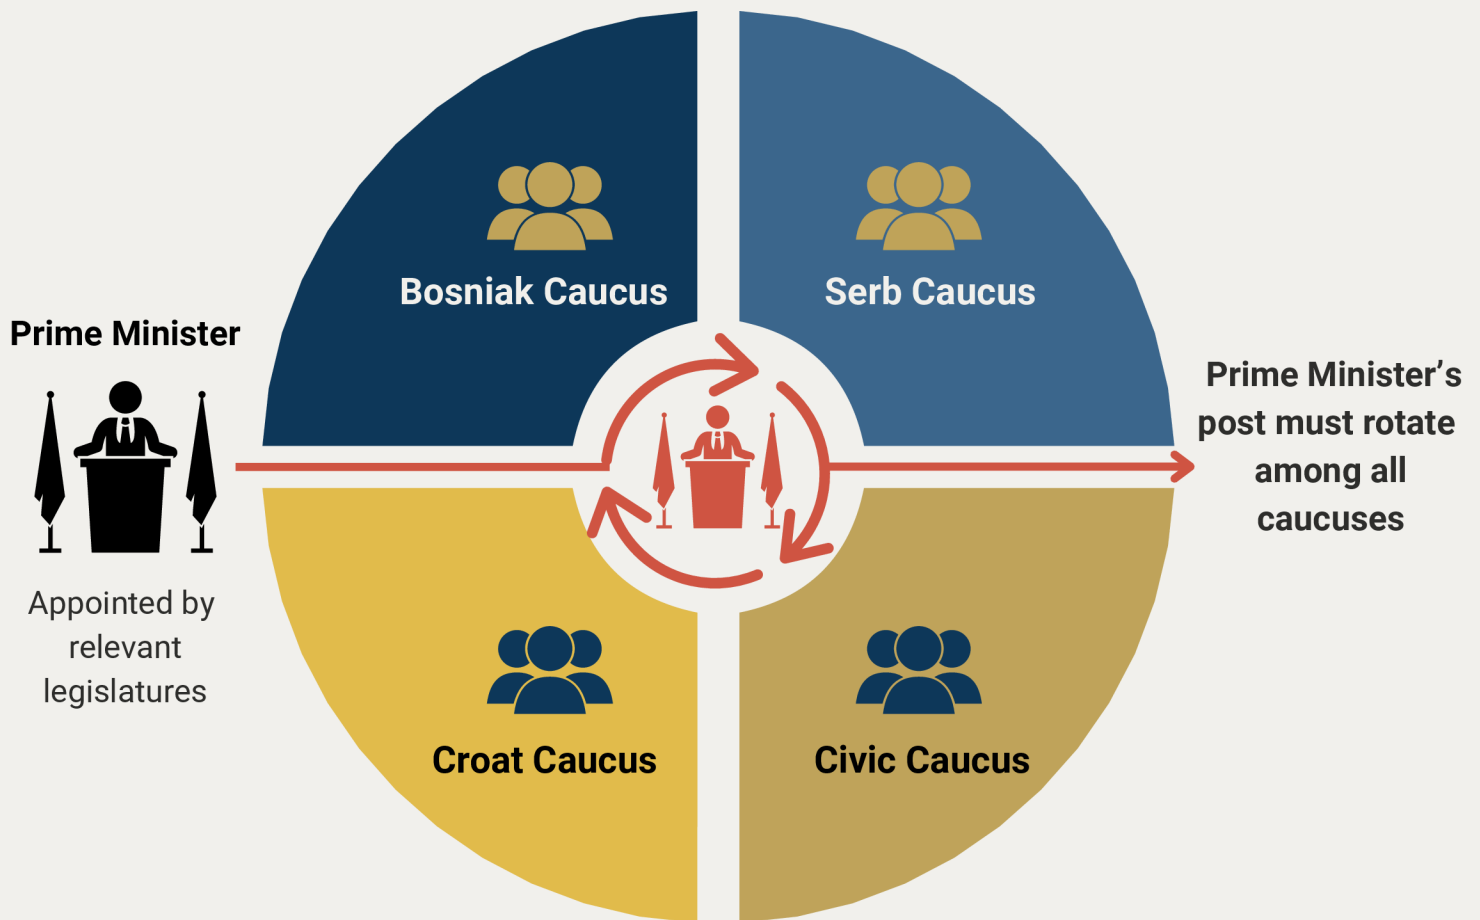 Bosniak Caucus
Serb Caucus
Prime Minister
Appointed by
relevant
legislatures
Prime Minister’s
post must rotate
among all
caucuses
Croat Caucus
Civic Caucus